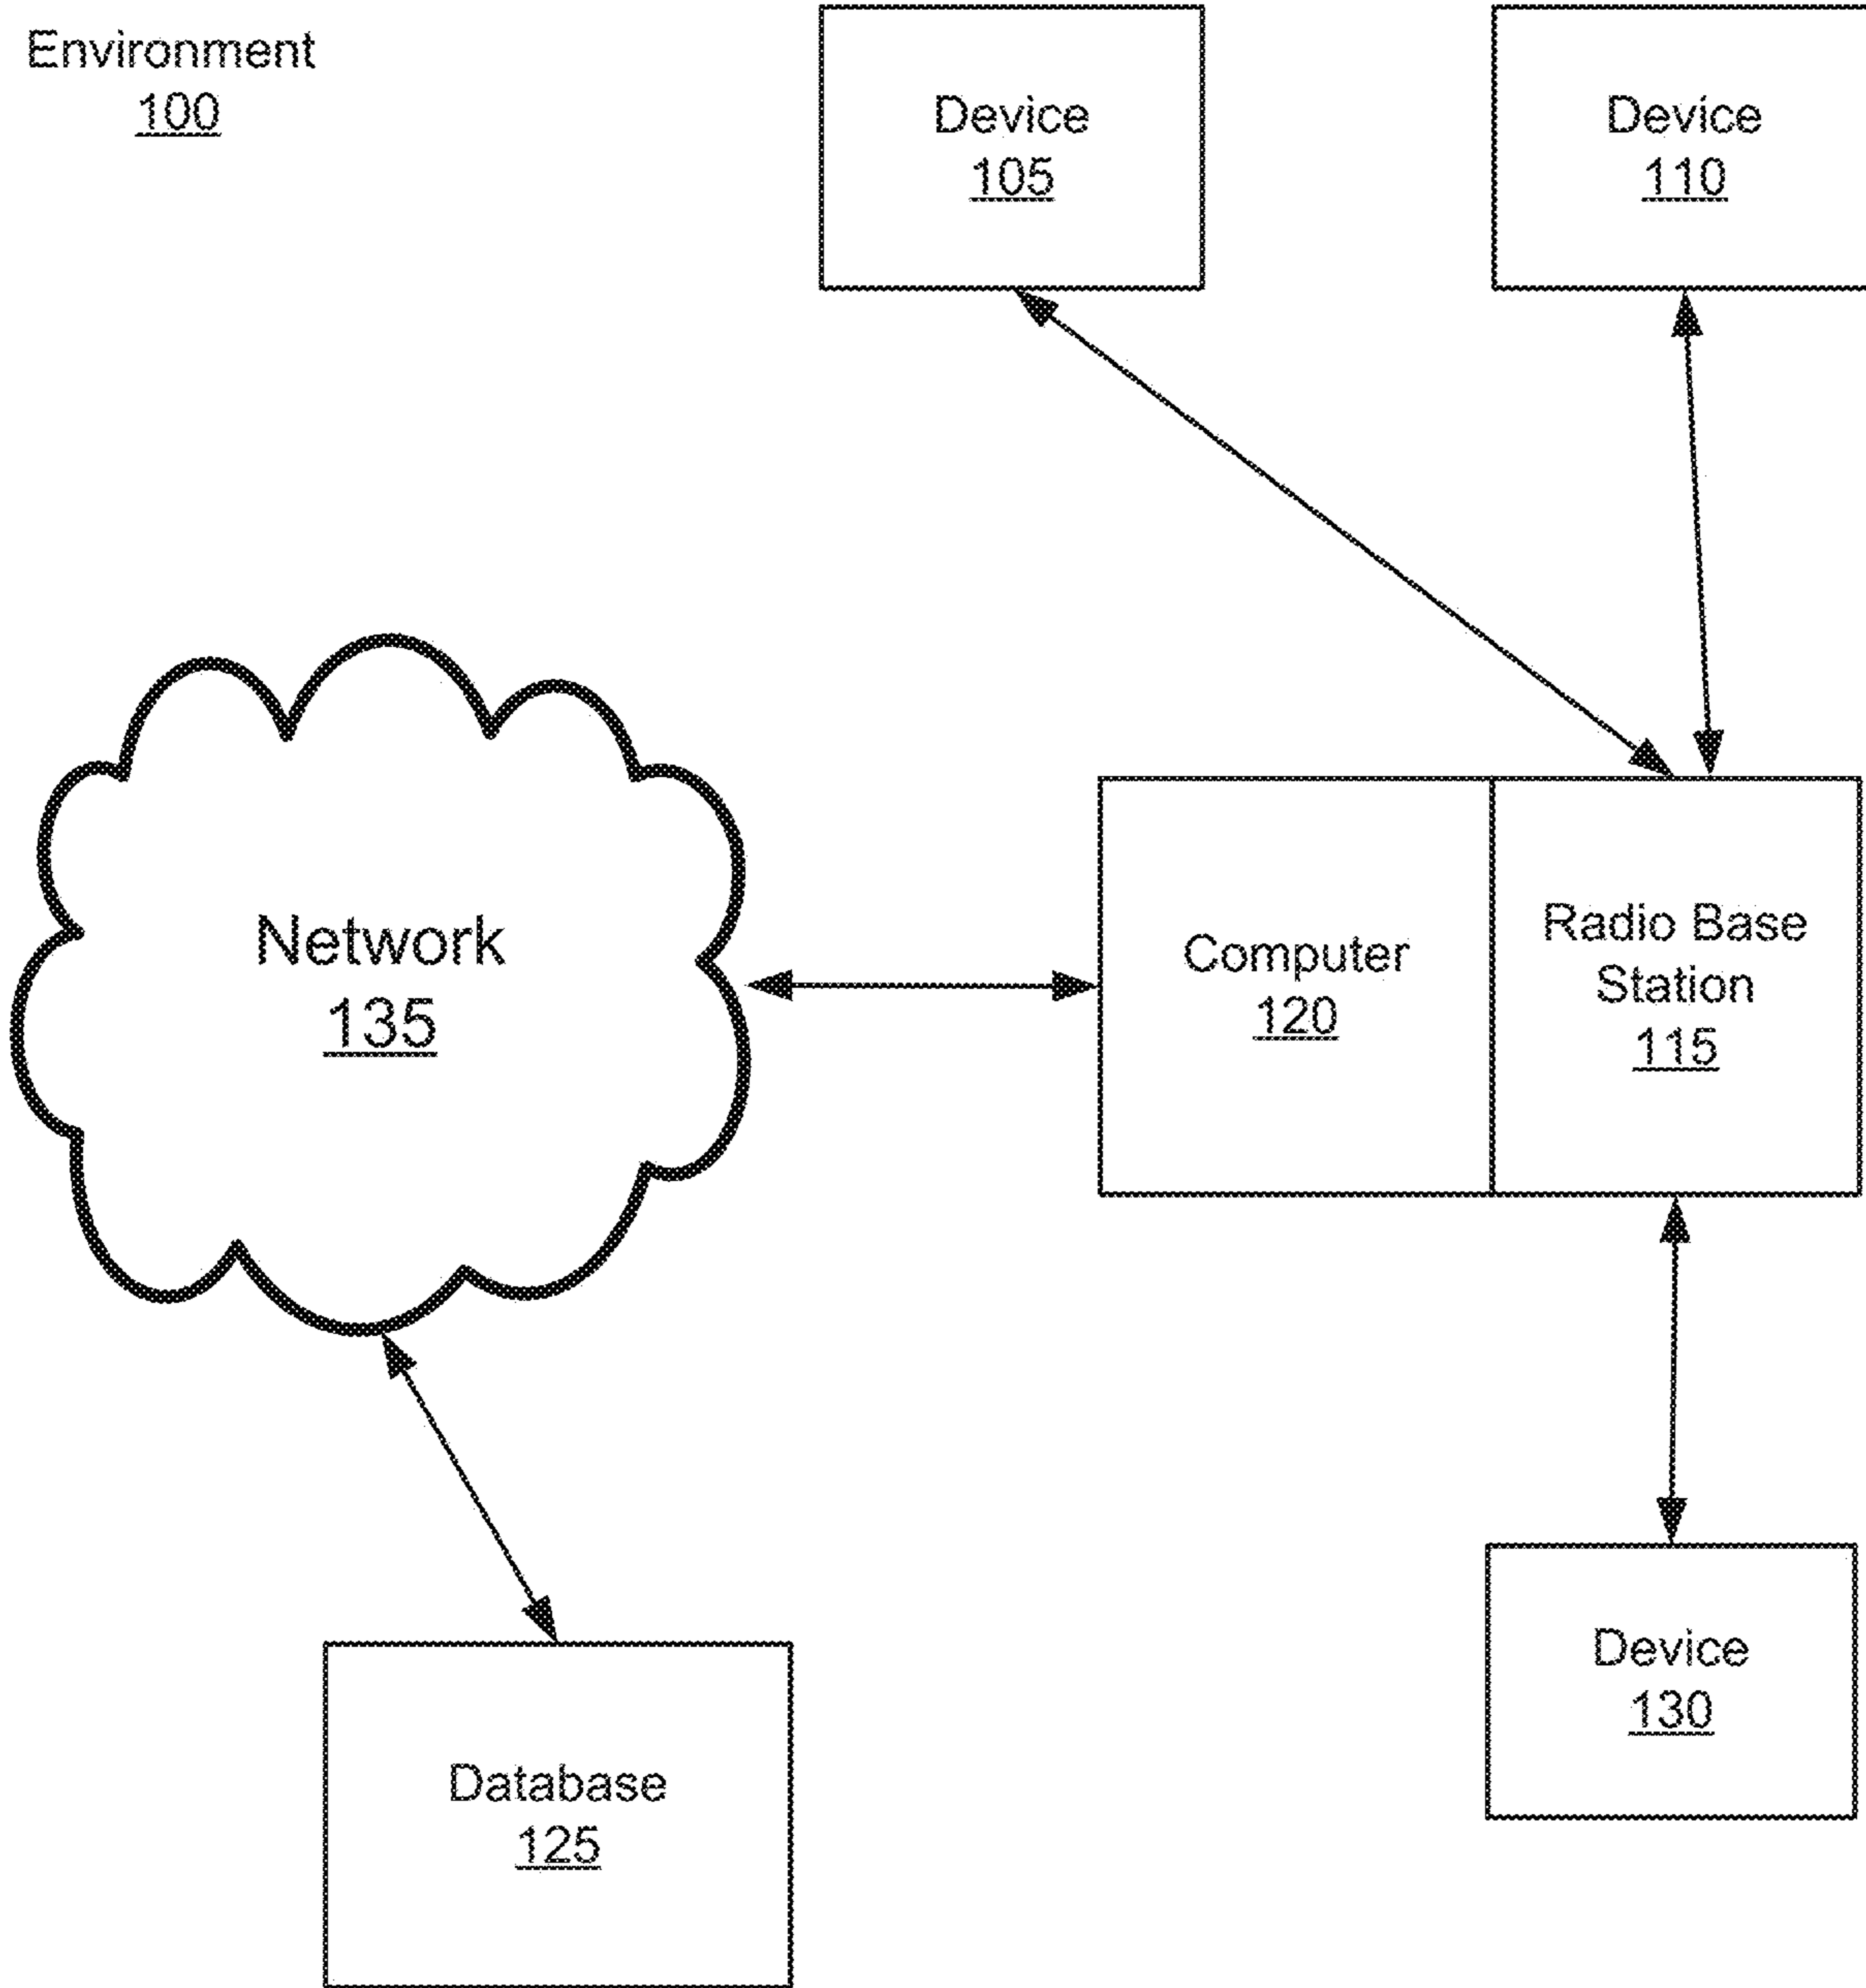 Environment
100
Device
105
Device
110
Network
135
Computer
120
Radio Base
Station
115
Device
130
Database
125